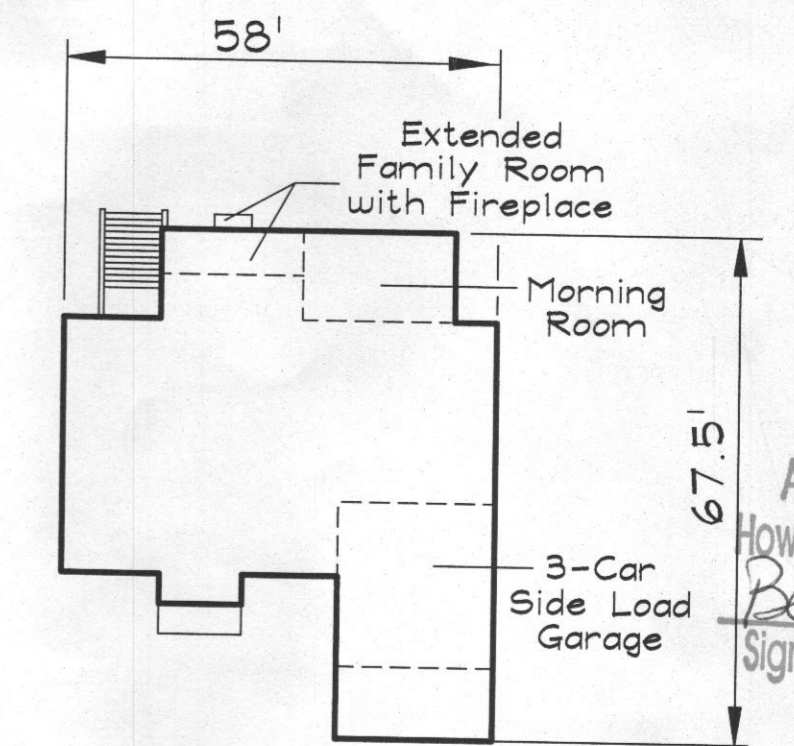 58'
Extended
Family Room
with Fireplace
Morning
Room
67.5'
3-Car
Side Load
Garage